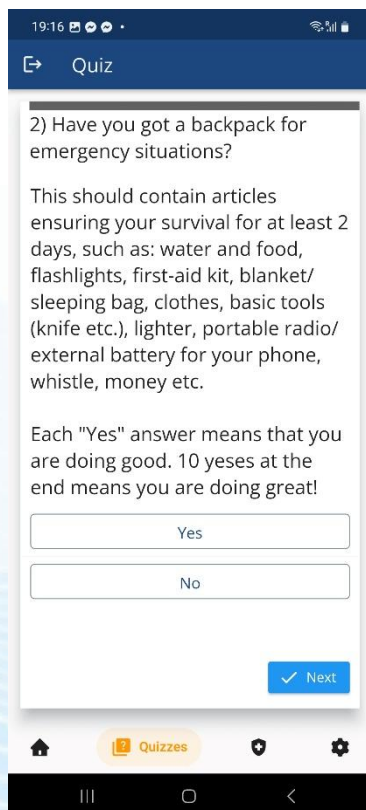 19:16
Quiz
2) Have you got a backpack for
emergency situations?
This should contain articles
ensuring your survival for at least 2
days, such as: water and food,
flashlights, first-aid kit, blanket/
sleeping bag, clothes, basic tools
(knife etc.), lighter, portable radio/
external battery for your phone,
whistle, money etc.
Each "Yes" answer means that you
are doing good. 10 yeses at the
end means you are doing great!
Yes
No
Next
Quizzes